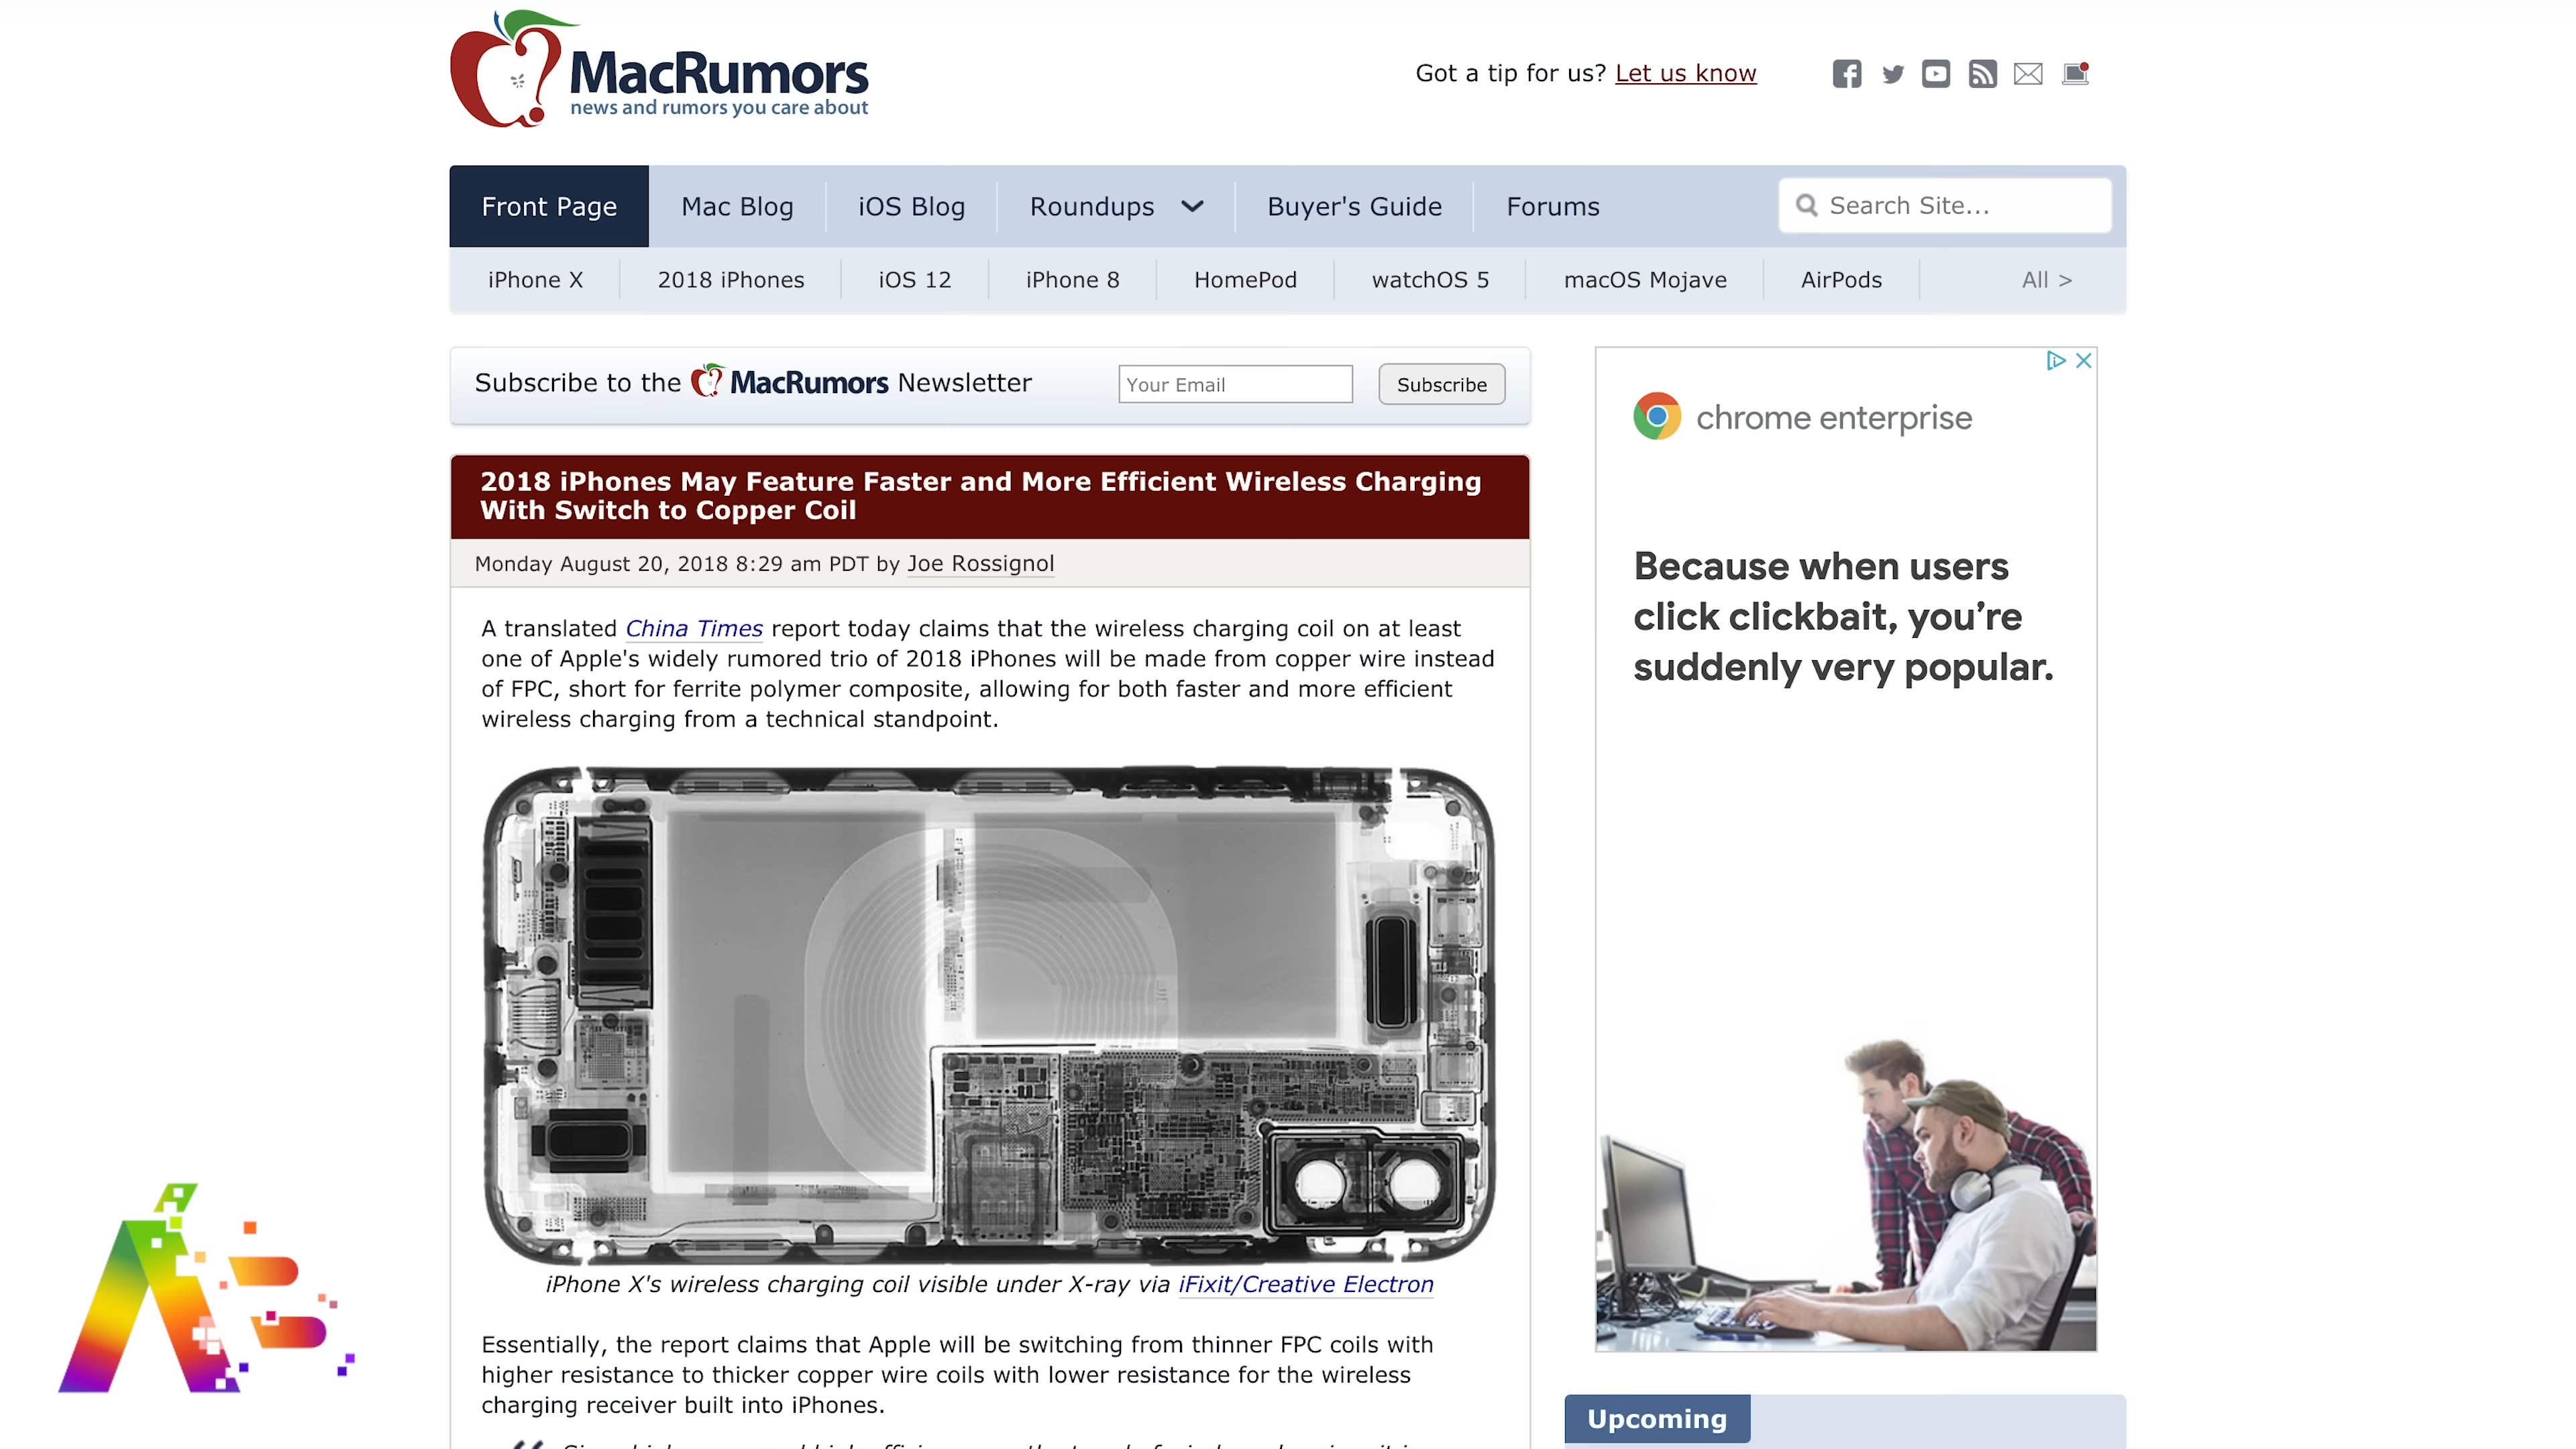 MacRumors
news and rumors you care about
Got a tip for us? Let us know
Front Page
Mac Blog
iOS Blog
Roundups
Buyer's Guide
Forums
Search Site...
iPhone X
2018 iPhones
iOS 12
iPhone 8
HomePod
watchOS 5
macOS Mojave
AirPods
All >
Subscribe to the MacRumors Newsletter
Your Email
Subscribe
2018 iPhones May Feature Faster and More Efficient Wireless Charging
With Switch to Copper Coil
Monday August 20, 2018 8:29 am PDT by Joe Rossignol
A translated China Times report today claims that the wireless charging coil on at least
one of Apple's widely rumored trio of 2018 iPhones will be made from copper wire instead
of FPC, short for ferrite polymer composite, allowing for both faster and more efficient
wireless charging from a technical standpoint.
iPhone X's wireless charging coil visible under X-ray via iFixit/Creative Electron
Essentially, the report claims that Apple will be switching from thinner FPC coils with
higher resistance to thicker copper wire coils with lower resistance for the wireless
charging receiver built into iPhones.
chrome enterprise
Because when users
click clickbait, you're
suddenly very popular.
Upcoming